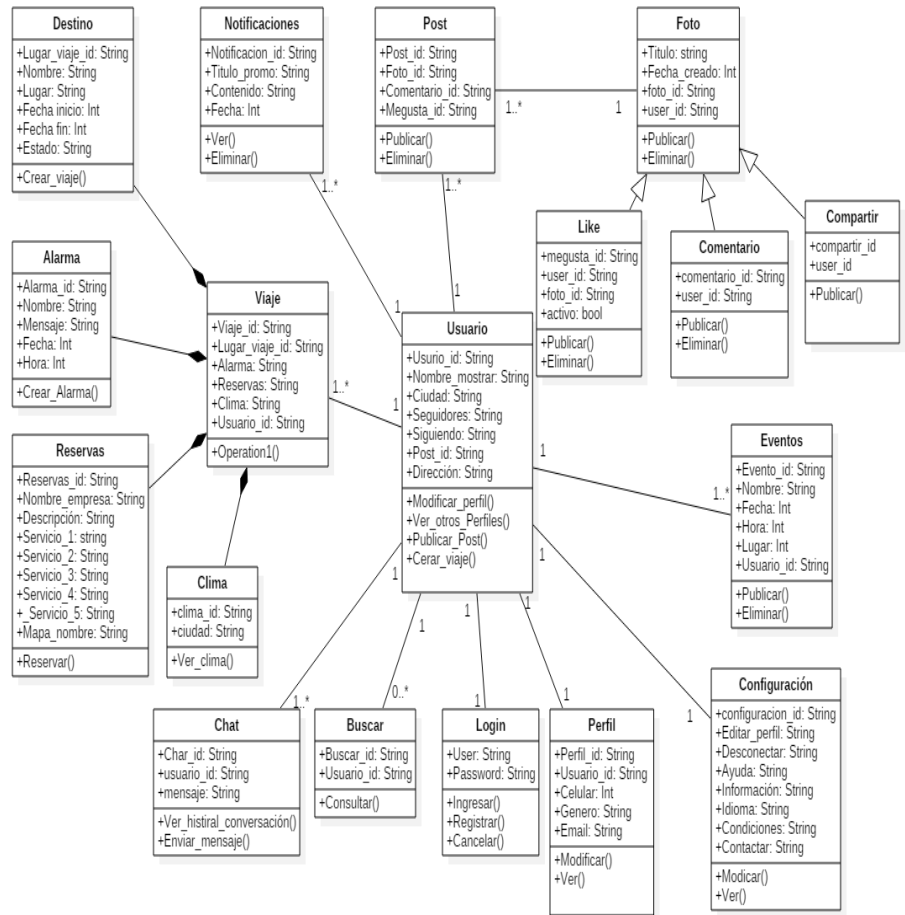 Destino
+Lugar_viaje_id: String
+Nombre: String
+Lugar: String
+Fecha inicio: Int
+Fecha fin: Int
+Estado: String
+Crear_viaje()
Notificaciones
+Notificacion_id: String
+Titulo_promo: String
+Contenido: String
+Fecha: Int
+Ver()
+Eliminar()
1..*
1
Post
+Post_id: String
+Foto_id: String
+Comentario_id: String
+Megusta_id: String
+Publicar()
+Eliminar()
1..*
1
1..*
1
Foto
+Titulo: string
+Fecha_creado: Int
+foto_id: String
+user_id: String
+Publicar()
+Eliminar()
Like
+megusta_id: String
+user_id: String
+foto_id: String
+activo: bool
+Publicar()
+Eliminar()
Comentario
+comentario_id: String
+user_id: String
+Publicar()
+Eliminar()
Compartir
+compartir_id
+user_id
+Publicar()
Alarma
+Alarma_id: String
+Nombre: String
+Mensaje: String
+Fecha: Int
+Hora: Int
+Crear_Alarma()
Viaje
+Viaje_id: String
+Lugar_viaje_id: String
+Alarma: String
+Reservas: String
+Clima: String
+Usuario_id: String
+Operation1()
1..*
1
Usuario
+Usurio_id: String
+Nombre_mostrar: String
+Ciudad: String
+Seguidores: String
+Siguiendo: String
+Post_id: String
+Dirección: String
+Modificar_perfil()
+Ver_otros_Perfiles()
+Publicar_Post()
+Cerar_viaje()
Reservas
+Reservas_id: String
+Nombre_empresa: String
+Descripción: String
+Servicio_1: string
+Servicio_2: String
+Servicio_3: String
+Servicio_4: String
+_Servicio_5: String
+Mapa_nombre: String
+Reservar()
Clima
+clima_id: String
+ciudad: String
+Ver_clima()
1
1..*
Eventos
+Evento_id: String
+Nombre: String
+Fecha: Int
+Hora: Int
+Lugar: Int
+Usuario_id: String
+Publicar()
+Eliminar()
1
1..*
Chat
+Char_id: String
+usuario_id: String
+mensaje: String
+Ver_histiral_conversación()
+Enviar_mensaje()
1
0..*
Buscar
+Buscar_id: String
+Usuario_id: String
+Consultar()
1
1
Login
+User: String
+Password: String
+Ingresar()
+Registrar()
+Cancelar()
1
1
Perfil
+Perfil_id: String
+Usuario_id: String
+Celular: Int
+Genero: String
+Email: String
+Modificar()
+Ver()
1
1
Configuración
+configuracion_id: String
+Editar_perfil: String
+Desconectar: String
+Ayuda: String
+Información: String
+Idioma: String
+Condiciones: String
+Contactar: String
+Modicar()
+Ver()